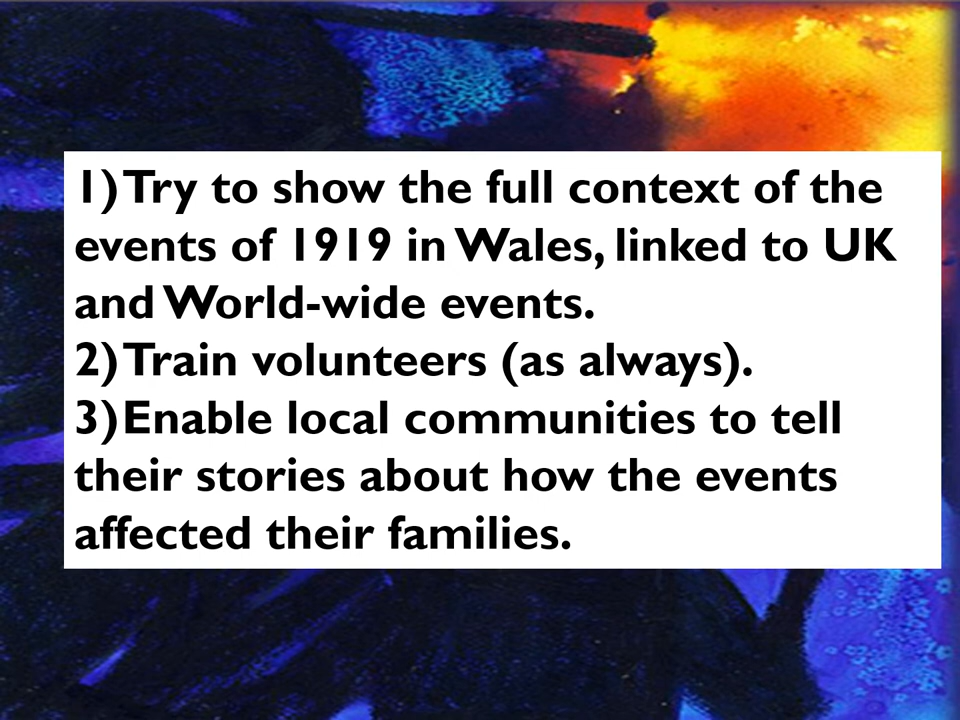 1) Try to show the full context of the
events of 1919 in Wales, linked to UK
and World-wide events.
2) Train volunteers (as always).
3) Enable local communities to tell
their stories about how the events
affected their families.